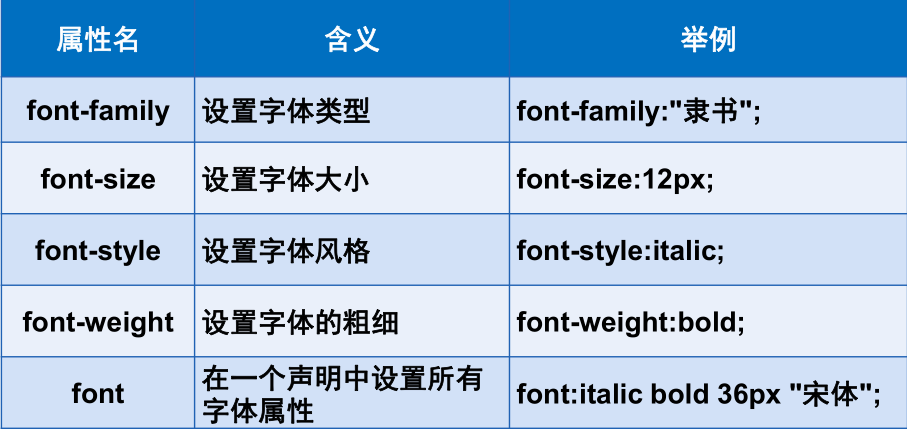 属性名 含义 举例
font-family 设置字体类型 font-family:"隶书";
font-size 设置字体大小 font-size:12px;
font-style 设置字体风格 font-style:italic;
font-weight 设置字体的粗细 font-weight:bold;
font 在一个声明中设置所有
字体属性 font:italic bold 36px "宋体";